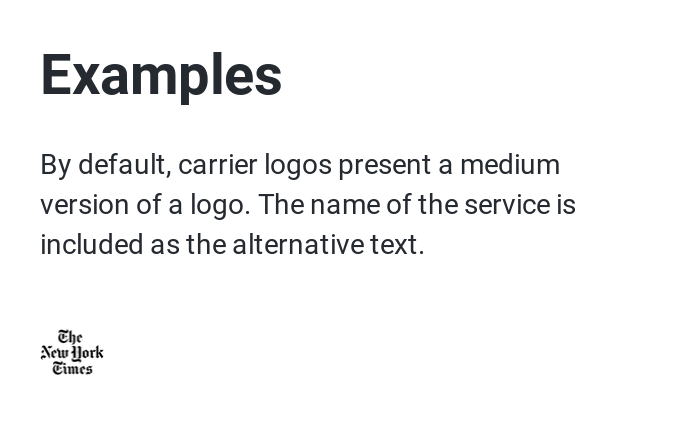 Examples
By default, carrier logos present a medium
version of a logo. The name of the service is
included as the alternative text.
The
New York
Times